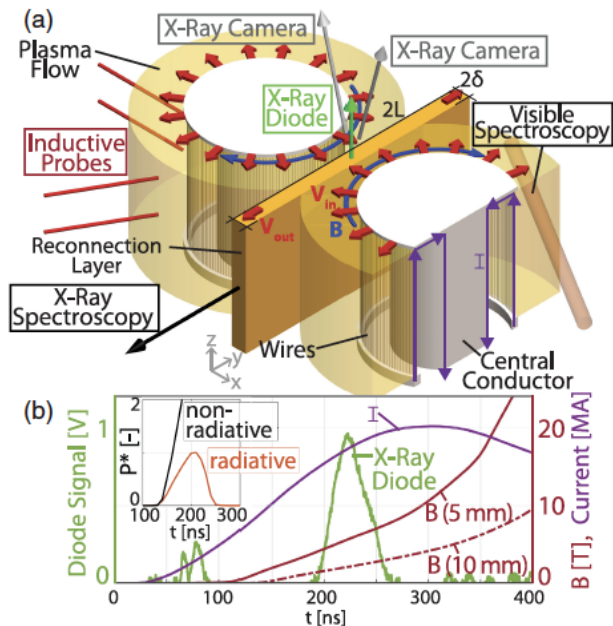 (a)
X-Ray Camera
X-Ray Camera
Plasma
Flow
X-Ray
Diode
2L
2δ
Visible
Spectroscopy
Inductive
Probes
V_in
B
V_out
I
Reconnection
Layer
X-Ray
Spectroscopy
z
y
x
Wires
Central
Conductor
(b)
Diode Signal [V]
1
0
P* [-]
2
0
non-
radiative
radiative
100
200
300
t [ns]
I
X-Ray
Diode
B (5 mm)
B (10 mm)
20
10
0
B [T], Current [MA]
0
100
200
300
400
t [ns]